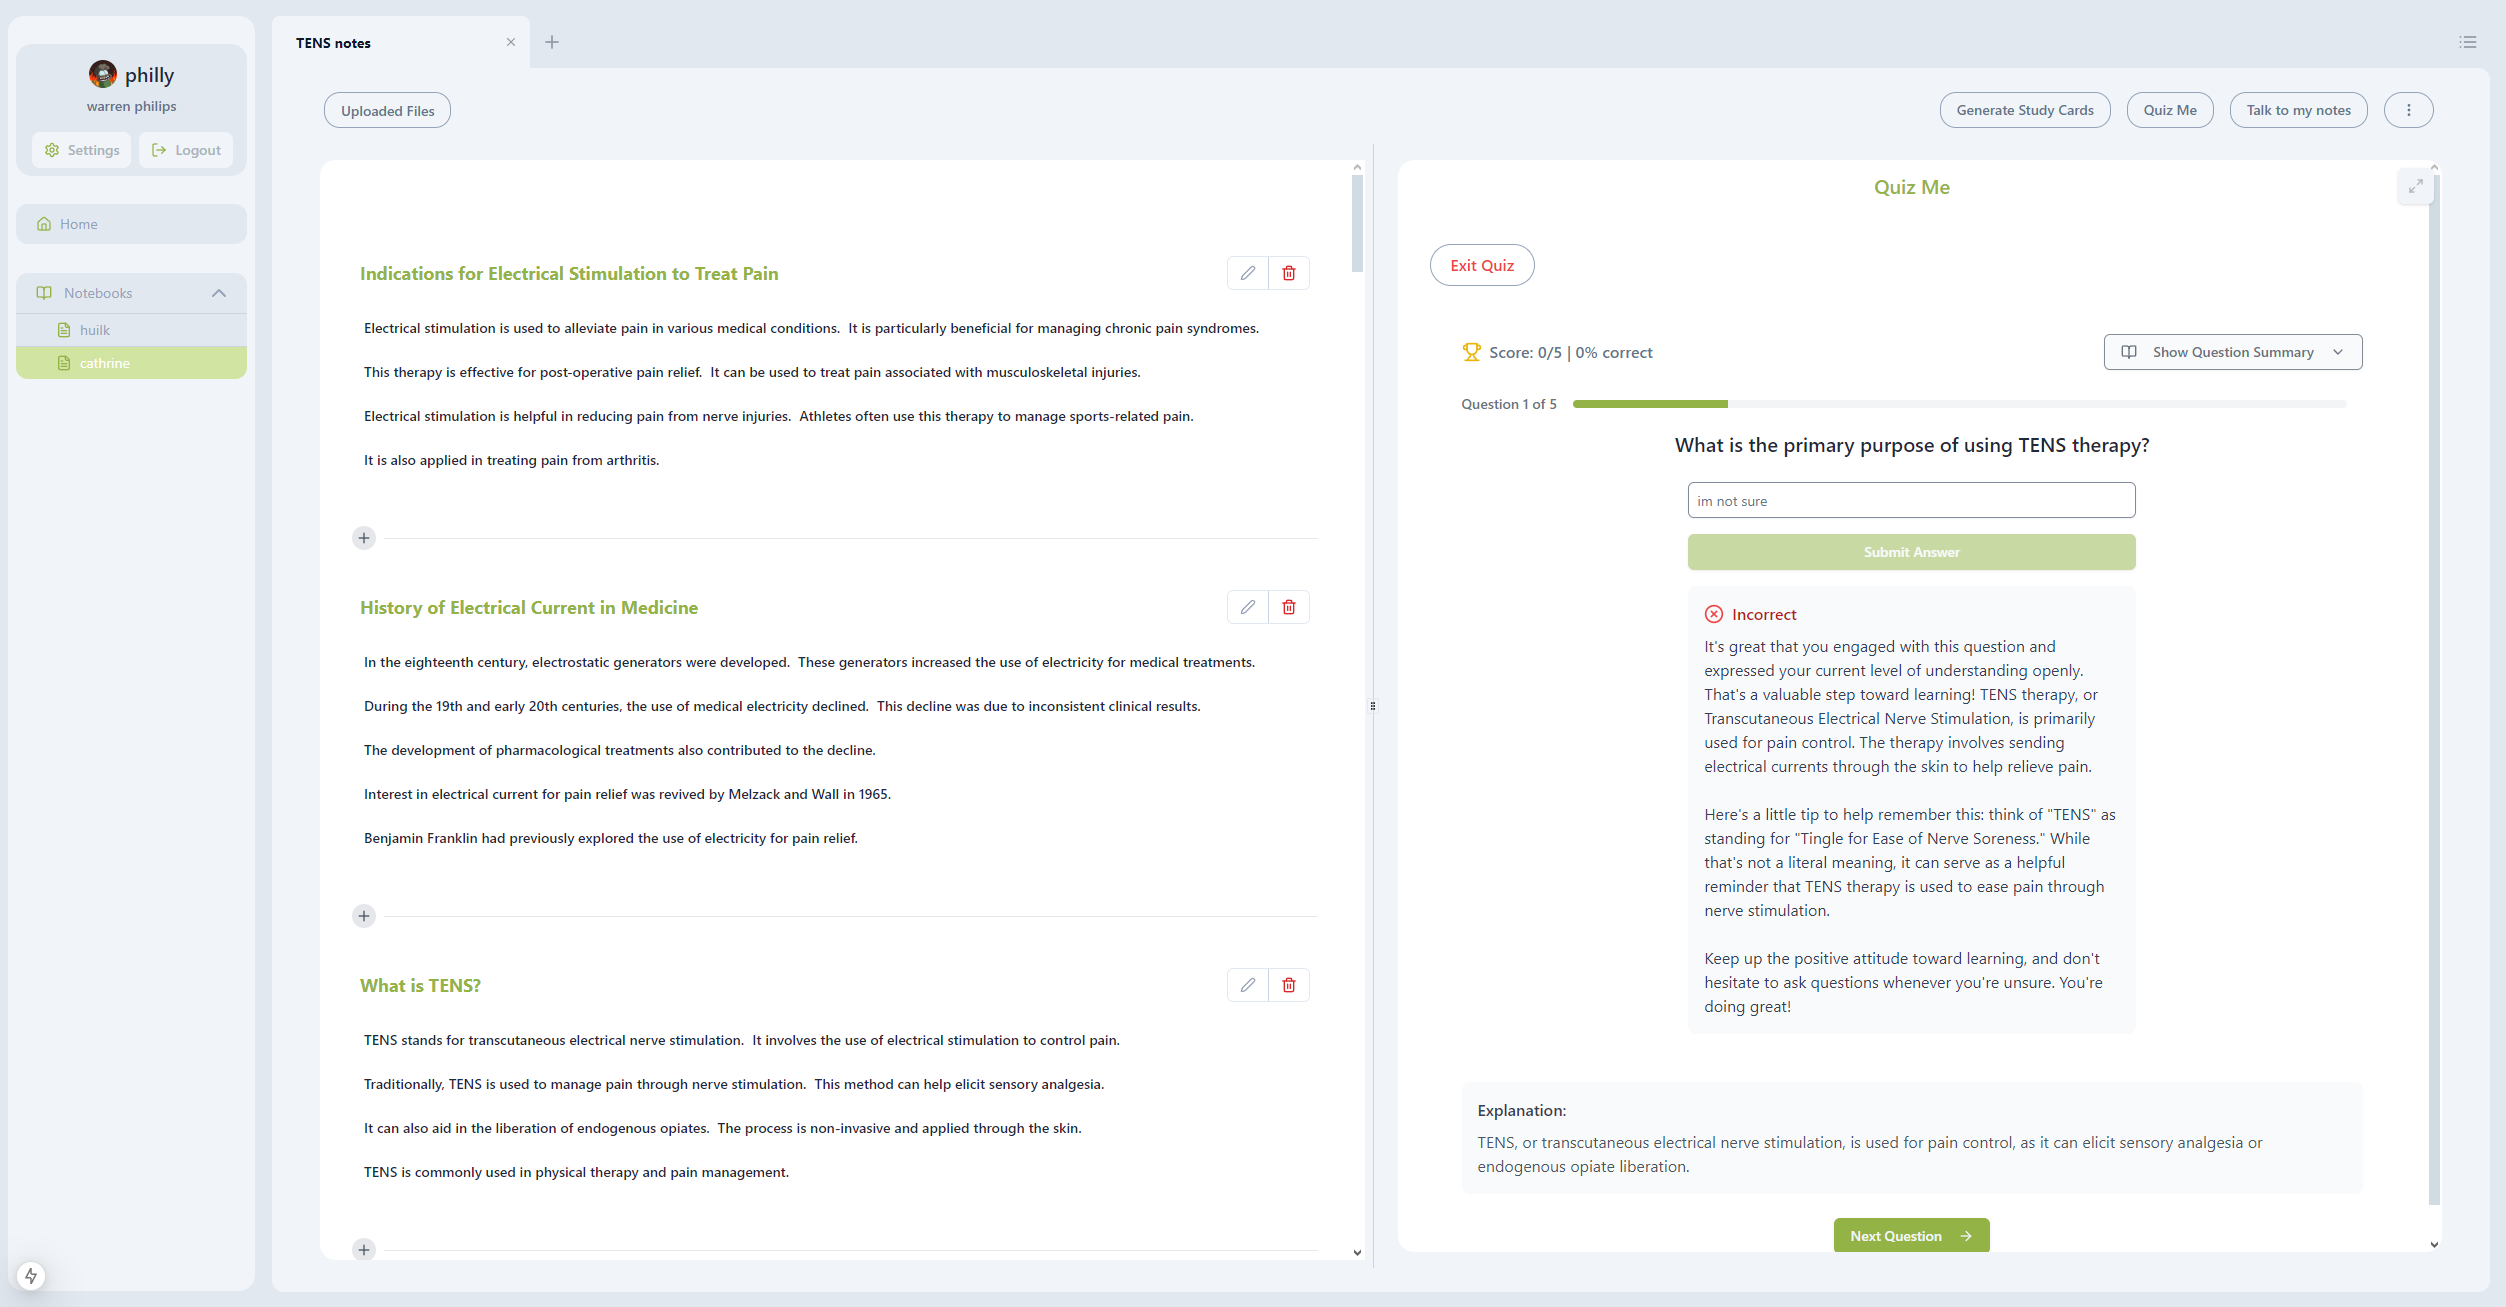 philly
warren philips
Settings
Logout
Home
Notebooks
huilk
cathrine
TENS notes
Uploaded Files
Generate Study Cards
Quiz Me
Talk to my notes
Indications for Electrical Stimulation to Treat Pain
Electrical stimulation is used to alleviate pain in various medical conditions.  It is particularly beneficial for managing chronic pain syndromes.
This therapy is effective for post-operative pain relief.  It can be used to treat pain associated with musculoskeletal injuries.
Electrical stimulation is helpful in reducing pain from nerve injuries.  Athletes often use this therapy to manage sports-related pain.
It is also applied in treating pain from arthritis.
History of Electrical Current in Medicine
In the eighteenth century, electrostatic generators were developed.  These generators increased the use of electricity for medical treatments.
During the 19th and early 20th centuries, the use of medical electricity declined.  This decline was due to inconsistent clinical results.
The development of pharmacological treatments also contributed to the decline.
Interest in electrical current for pain relief was revived by Melzack and Wall in 1965.
Benjamin Franklin had previously explored the use of electricity for pain relief.
What is TENS?
TENS stands for transcutaneous electrical nerve stimulation.  It involves the use of electrical stimulation to control pain.
Traditionally, TENS is used to manage pain through nerve stimulation.  This method can help elicit sensory analgesia.
It can also aid in the liberation of endogenous opiates.  The process is non-invasive and applied through the skin.
TENS is commonly used in physical therapy and pain management.
Quiz Me
Exit Quiz
Score: 0/5 | 0% correct
Show Question Summary
Question 1 of 5
What is the primary purpose of using TENS therapy?
im not sure
Submit Answer
Incorrect
It's great that you engaged with this question and
expressed your current level of understanding openly.
That's a valuable step toward learning! TENS therapy, or
Transcutaneous Electrical Nerve Stimulation, is primarily
used for pain control. The therapy involves sending
electrical currents through the skin to help relieve pain.
Here's a little tip to help remember this: think of "TENS" as
standing for "Tingle for Ease of Nerve Soreness." While
that's not a literal meaning, it can serve as a helpful
reminder that TENS therapy is used to ease pain through
nerve stimulation.
Keep up the positive attitude toward learning, and don't
hesitate to ask questions whenever you're unsure. You're
doing great!
Explanation:
TENS, or transcutaneous electrical nerve stimulation, is used for pain control, as it can elicit sensory analgesia or
endogenous opiate liberation.
Next Question